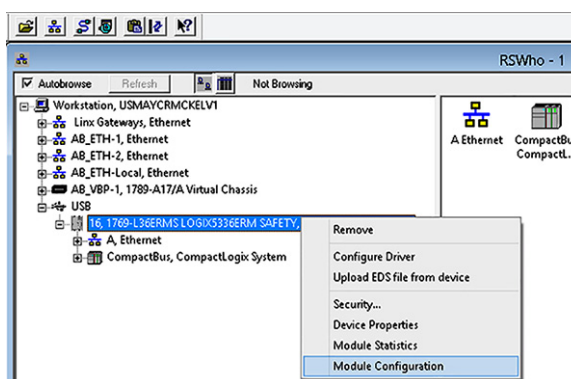 RSWho - 1
Autobrowse
Refresh
Not Browsing
Workstation, USMAYCRMCKELV1
Linx Gateways, Ethernet
AB_ETH-1, Ethernet
AB_ETH-2, Ethernet
AB_ETH-Local, Ethernet
AB_VBP-1, 1789-A17/A Virtual Chassis
USB
16, 1769-L36ERMS LOGIX5336ERM SAFETY,
A, Ethernet
CompactBus, CompactLogix System
A Ethernet
CompactBu
CompactL...
Remove
Configure Driver
Upload EDS file from device
Security...
Device Properties
Module Statistics
Module Configuration